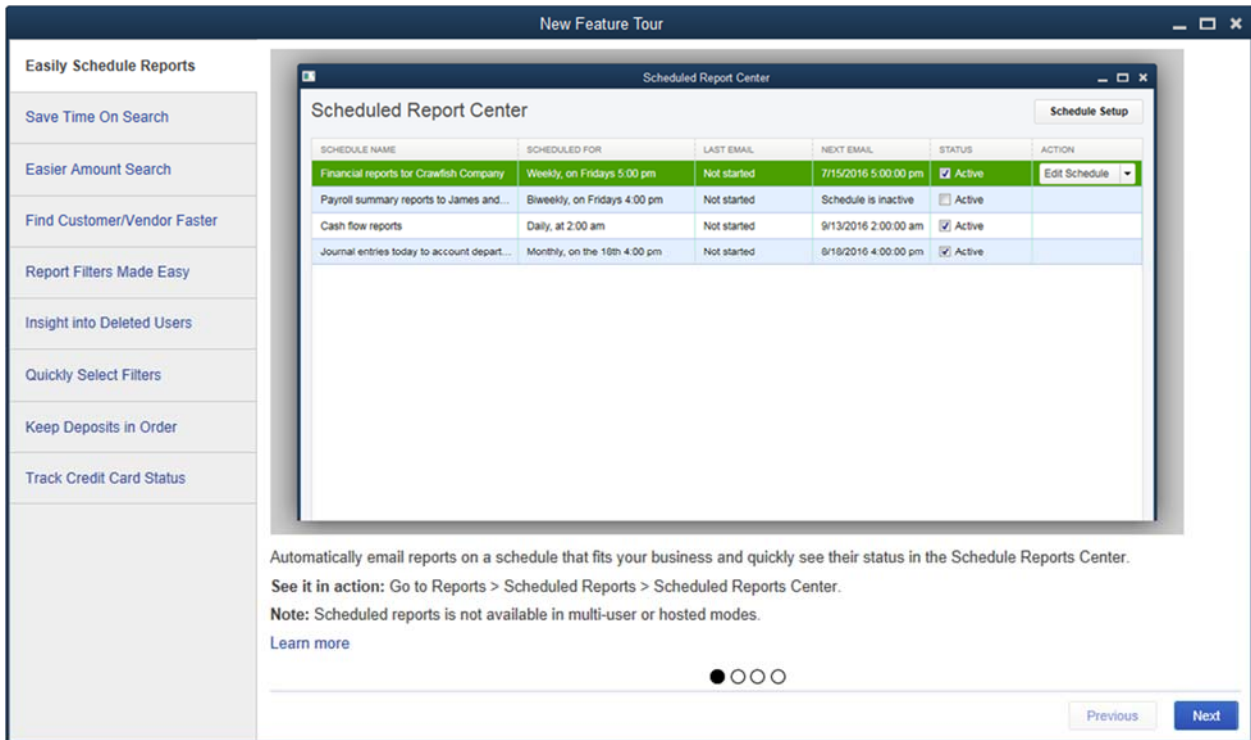 New Feature Tour
Easily Schedule Reports
Save Time On Search
Easier Amount Search
Find Customer/Vendor Faster
Report Filters Made Easy
Insight into Deleted Users
Quickly Select Filters
Keep Deposits in Order
Track Credit Card Status
Scheduled Report Center
Scheduled Report Center
Schedule Setup
SCHEDULE NAME SCHEDULED FOR LAST EMAIL NEXT EMAIL STATUS ACTION
Financial reports for Crawfish Company Weekly, on Fridays 5:00 pm Not started 7/15/2016 5:00:00 pm Active Edit Schedule
Payroll summary reports to James and... Biweekly, on Fridays 4:00 pm Not started Schedule is inactive Active
Cash flow reports Daily, at 2:00 am Not started 9/13/2016 2:00:00 am Active
Journal entries today to account depart... Monthly, on the 18th 4:00 pm Not started 8/18/2016 4:00:00 pm Active
Automatically email reports on a schedule that fits your business and quickly see their status in the Schedule Reports Center.
See it in action: Go to Reports > Scheduled Reports > Scheduled Reports Center.
Note: Scheduled reports is not available in multi-user or hosted modes.
Learn more
Previous Next